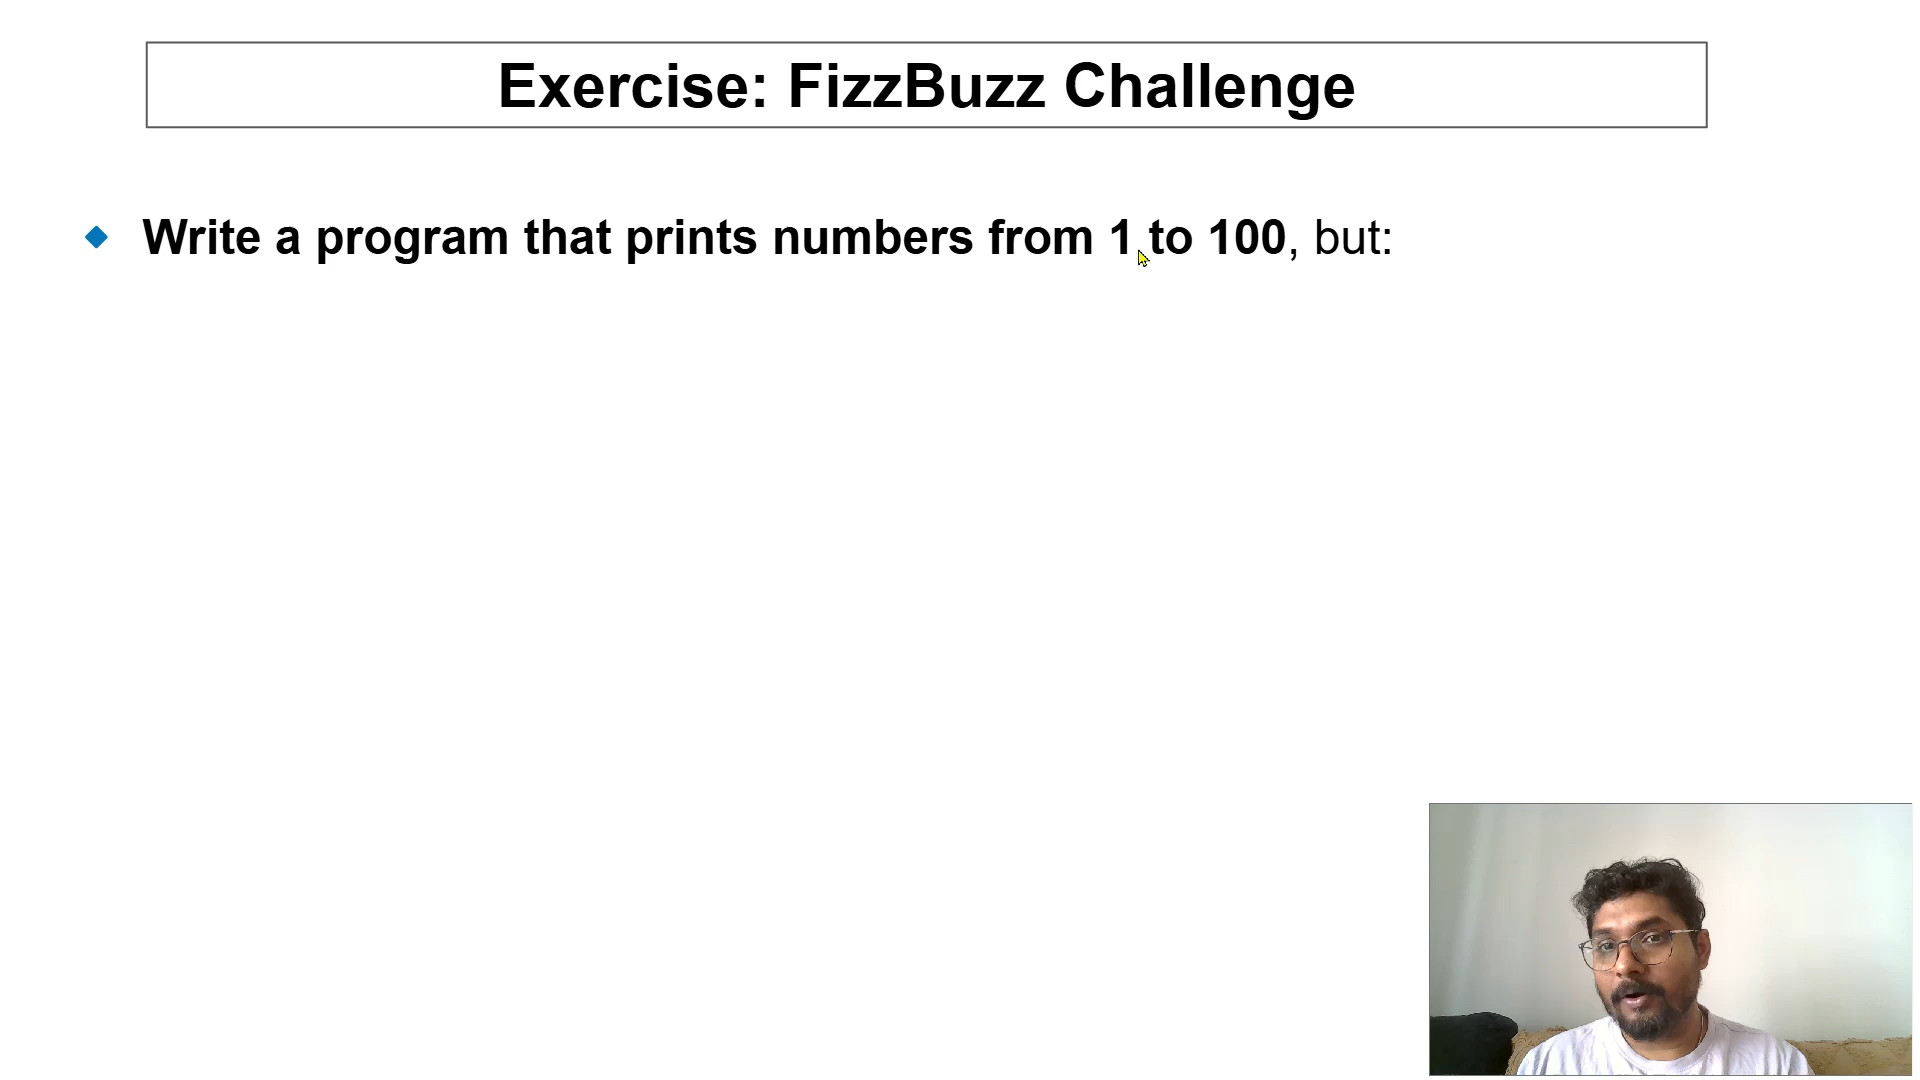 Exercise: FizzBuzz Challenge
Write a program that prints numbers from 1 to 100, but: